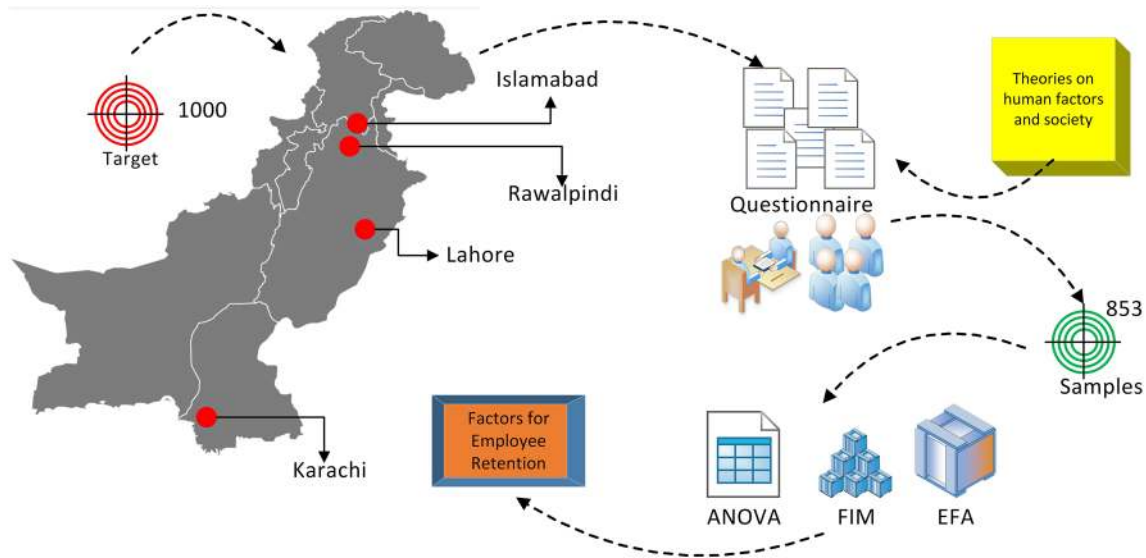 1000
Target
Islamabad
Rawalpindi
Lahore
Karachi
Questionnaire
Theories on
human factors
and society
853
Samples
ANOVA
FIM
EFA
Factors for
Employee
Retention